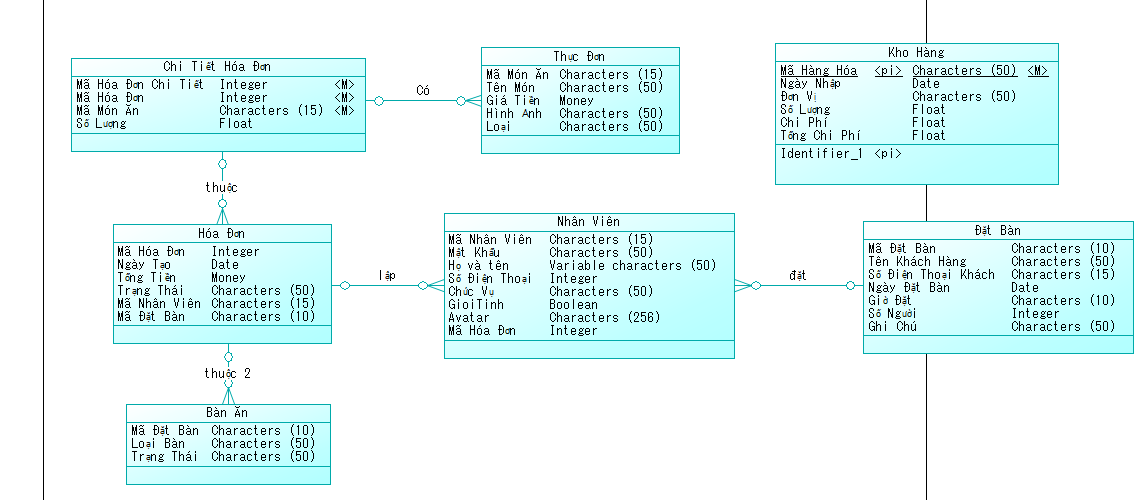 Chi Tiết Hóa Đơn
Mã Hóa Đơn Chi Tiết Integer <M>
Mã Hóa Đơn Integer <M>
Mã Món Ăn Characters (15) <M>
Số Lượng Float
Có
Thực Đơn
Mã Món Ăn Characters (15)
Tên Món Characters (50)
Giá Tiền Money
Hình Anh Characters (50)
Loại Characters (50)
Kho Hàng
Mã Hàng Hóa <pi> Characters (50) <M>
Ngày Nhập Date
Đơn Vị Characters (50)
Số Lượng Float
Chi Phí Float
Tổng Chi Phí Float
Identifier_1 <pi>
thuộc
Hóa Đơn
Mã Hóa Đơn Integer
Ngày Tạo Date
Tổng Tiền Money
Trạng Thái Characters (50)
Mã Nhân Viên Characters (15)
Mã Đặt Bàn Characters (10)
lập
Nhân Viên
Mã Nhân Viên Characters (15)
Mật Khẩu Characters (50)
Họ và tên Variable characters (50)
Số Điện Thoại Integer
Chức Vụ Characters (50)
GioiTinh Boolean
Avatar Characters (256)
Mã Hóa Đơn Integer
đặt
Đặt Bàn
Mã Đặt Bàn Characters (10)
Tên Khách Hàng Characters (50)
Số Điện Thoại Khách Characters (15)
Ngày Đặt Bàn Date
Giờ Đặt Characters (10)
Số Người Integer
Ghi Chú Characters (50)
thuộc 2
Bàn Ăn
Mã Đặt Bàn Characters (10)
Loại Bàn Characters (50)
Trạng Thái Characters (50)